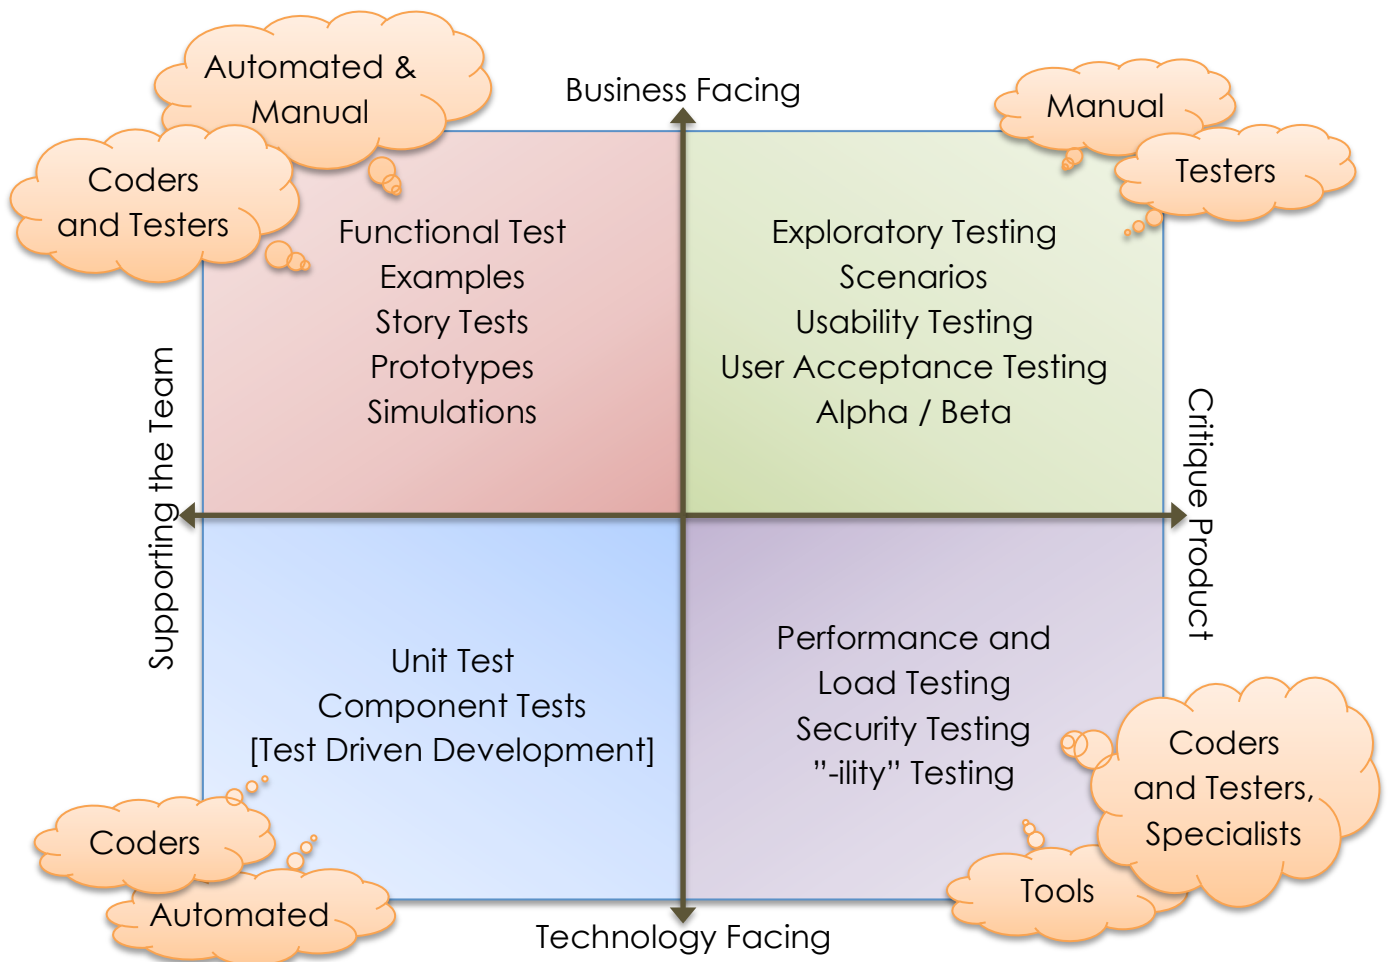 Automated &
Manual
Coders
and Testers
Business Facing
Manual
Testers
Functional Test
Examples
Story Tests
Prototypes
Simulations
Exploratory Testing
Scenarios
Usability Testing
User Acceptance Testing
Alpha / Beta
Supporting the Team
Critique Product
Unit Test
Component Tests
[Test Driven Development]
Performance and
Load Testing
Security Testing
”-ility” Testing
Coders
Automated
Coders
and Testers,
Specialists
Tools
Technology Facing